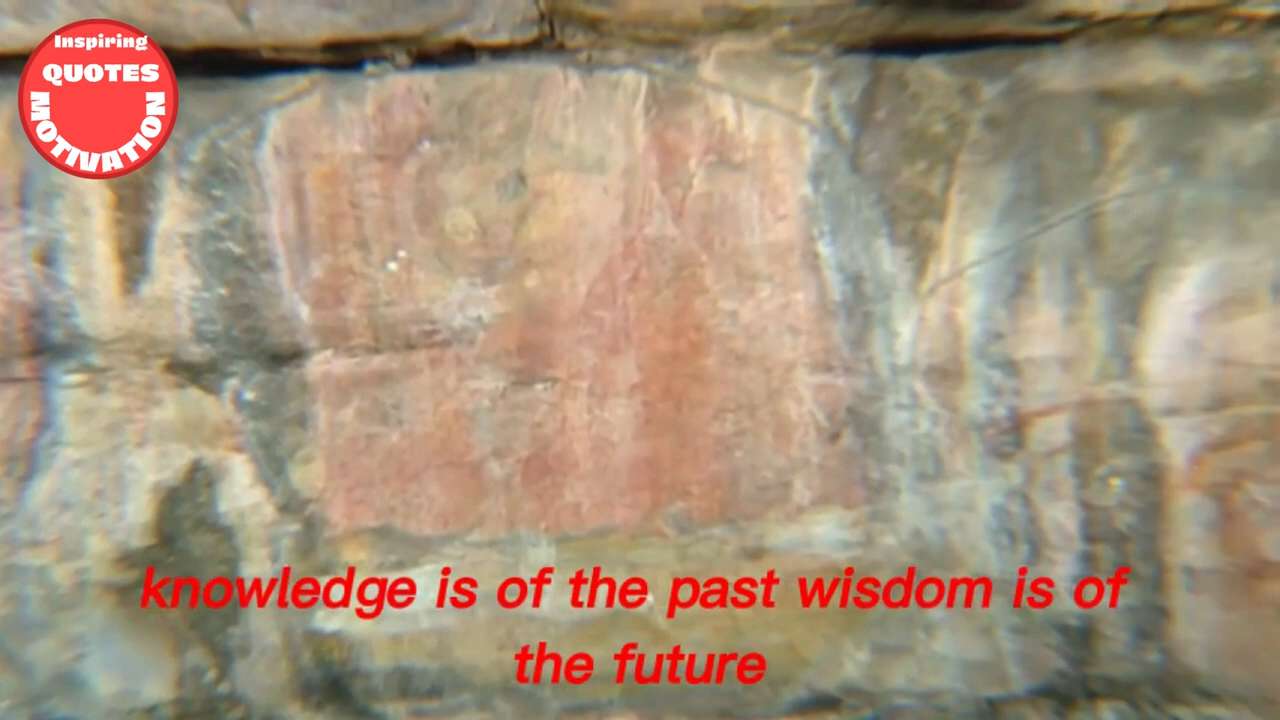 Inspiring
QUOTES
MOTIVATION
knowledge is of the past wisdom is of
the future